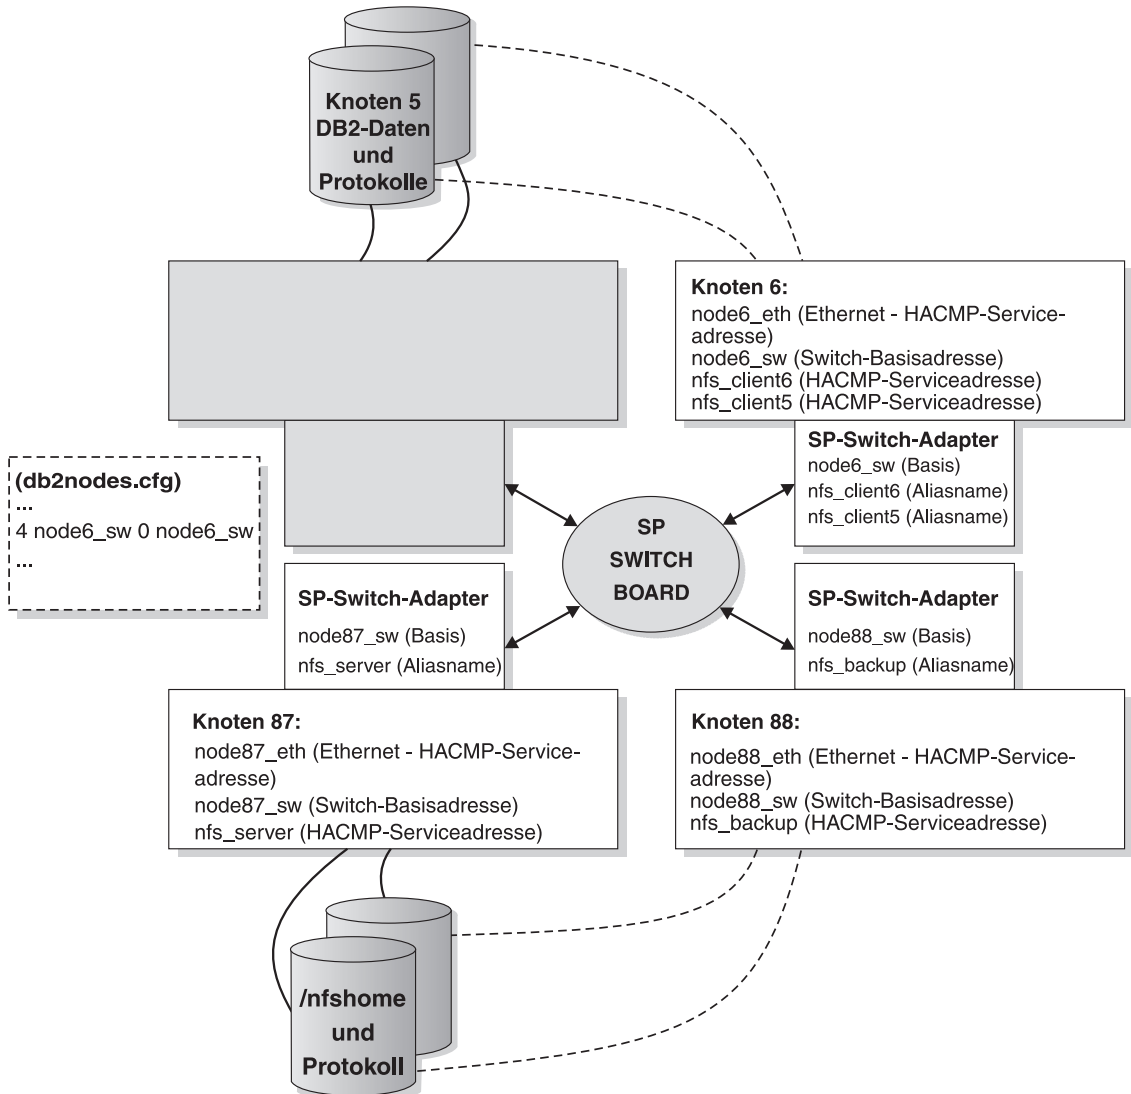 Knoten 5
DB2-Daten
und
Protokolle
Knoten 6:
node6_eth (Ethernet - HACMP-Service-
adresse)
node6_sw (Switch-Basisadresse)
nfs_client6 (HACMP-Serviceadresse)
nfs_client5 (HACMP-Serviceadresse)
SP-Switch-Adapter
node6_sw (Basis)
nfs_client6 (Aliasname)
nfs_client5 (Aliasname)
(db2nodes.cfg)
...
4 node6_sw 0 node6_sw
...
SP
SWITCH
BOARD
SP-Switch-Adapter
node87_sw (Basis)
nfs_server (Aliasname)
SP-Switch-Adapter
node88_sw (Basis)
nfs_backup (Aliasname)
Knoten 87:
node87_eth (Ethernet - HACMP-Service-
adresse)
node87_sw (Switch-Basisadresse)
nfs_server (HACMP-Serviceadresse)
Knoten 88:
node88_eth (Ethernet - HACMP-Service-
adresse)
node88_sw (Switch-Basisadresse)
nfs_backup (HACMP-Serviceadresse)
/nfshome
und
Protokoll